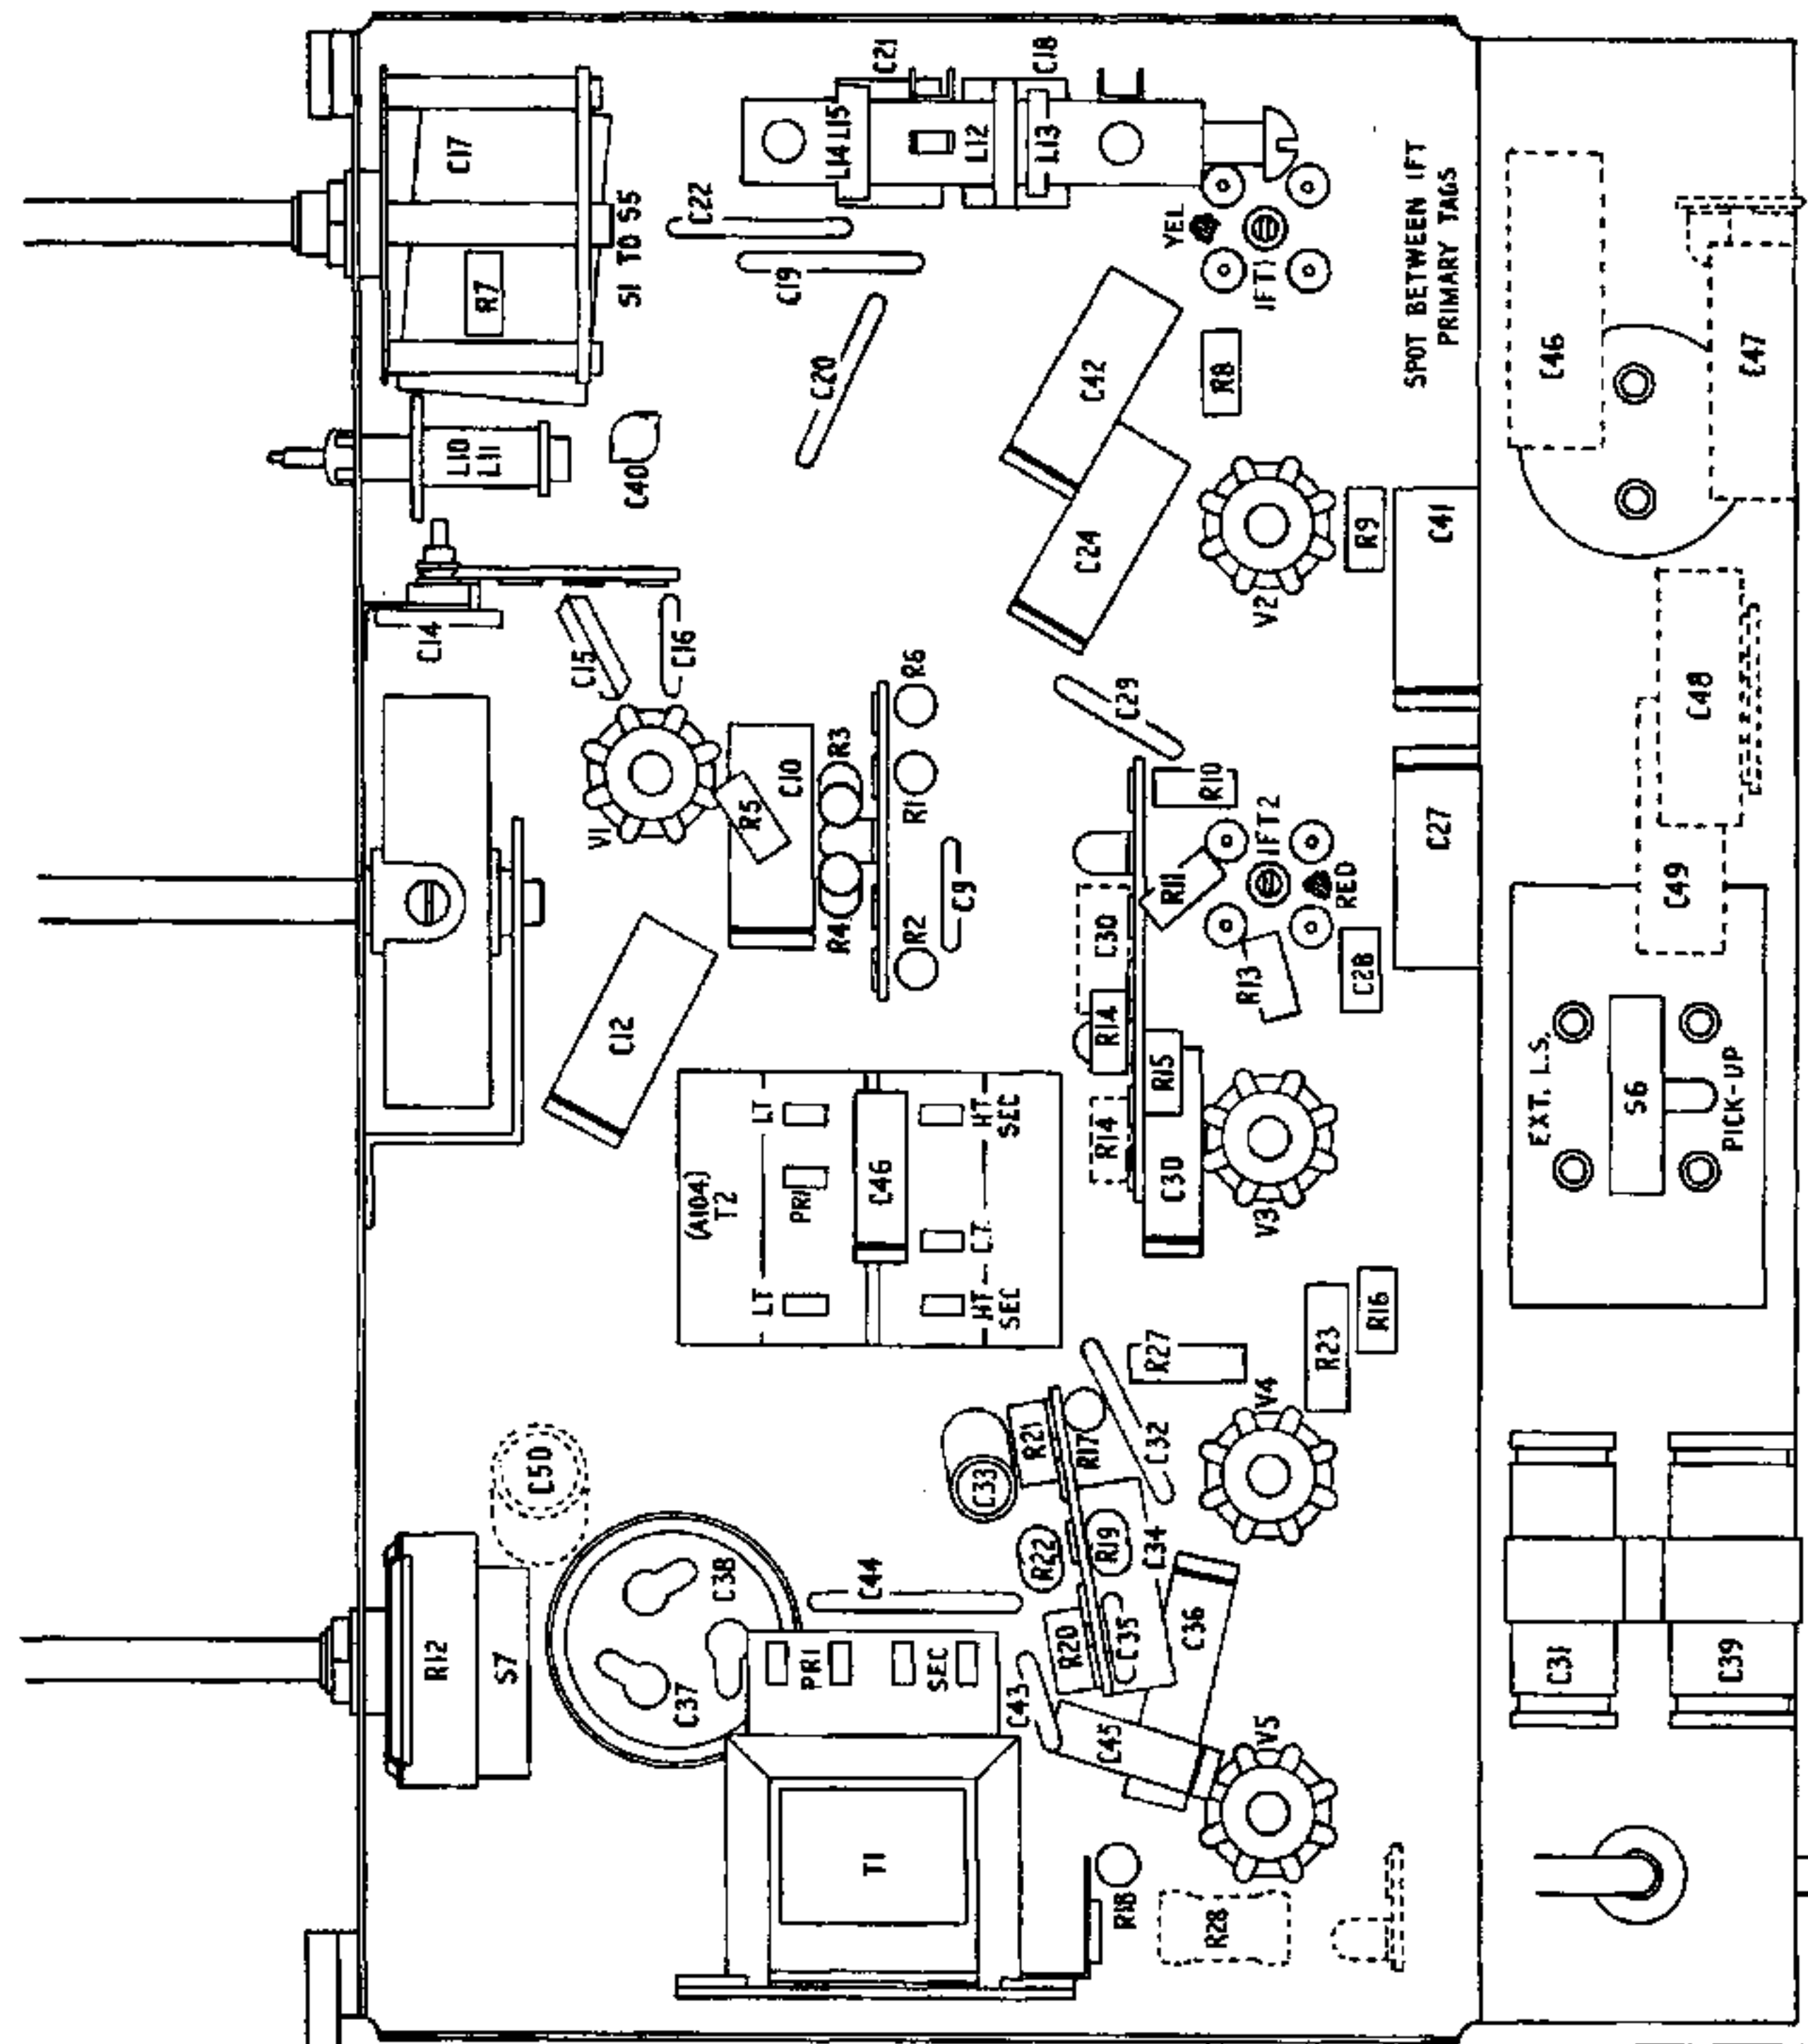 R12
C14
L10
L11
C17
S7
R7
C50
C15
S1 TO S5
V1
C12
C40
C37
C16
C38
(A104)
T2
C22
R5
LT
LT
C19
C10
PRI
PRI
C20
R4
R3
L14 L15
T1
C44
C46
C21
SEC
R2
R1
R6
C9
HT
SEC
C.T.
HT
SEC
L12
C33
C43
R21
R22
C18
L13
R20
R17
C42
C24
C45
R18
C35
R19
R14
R14
C30
C29
C34
C32
R27
C30
R15
R11
YEL
C36
R10
R28
R8
R13
V5
V4
V3
IFT2
V2
IFT1
R23
RED
R16
C28
R9
C27
C41
SPOT BETWEEN IFT
PRIMARY TAGS
EXT. L.S.
C31
S6
C46
C49
C48
C39
PICK-UP
C47